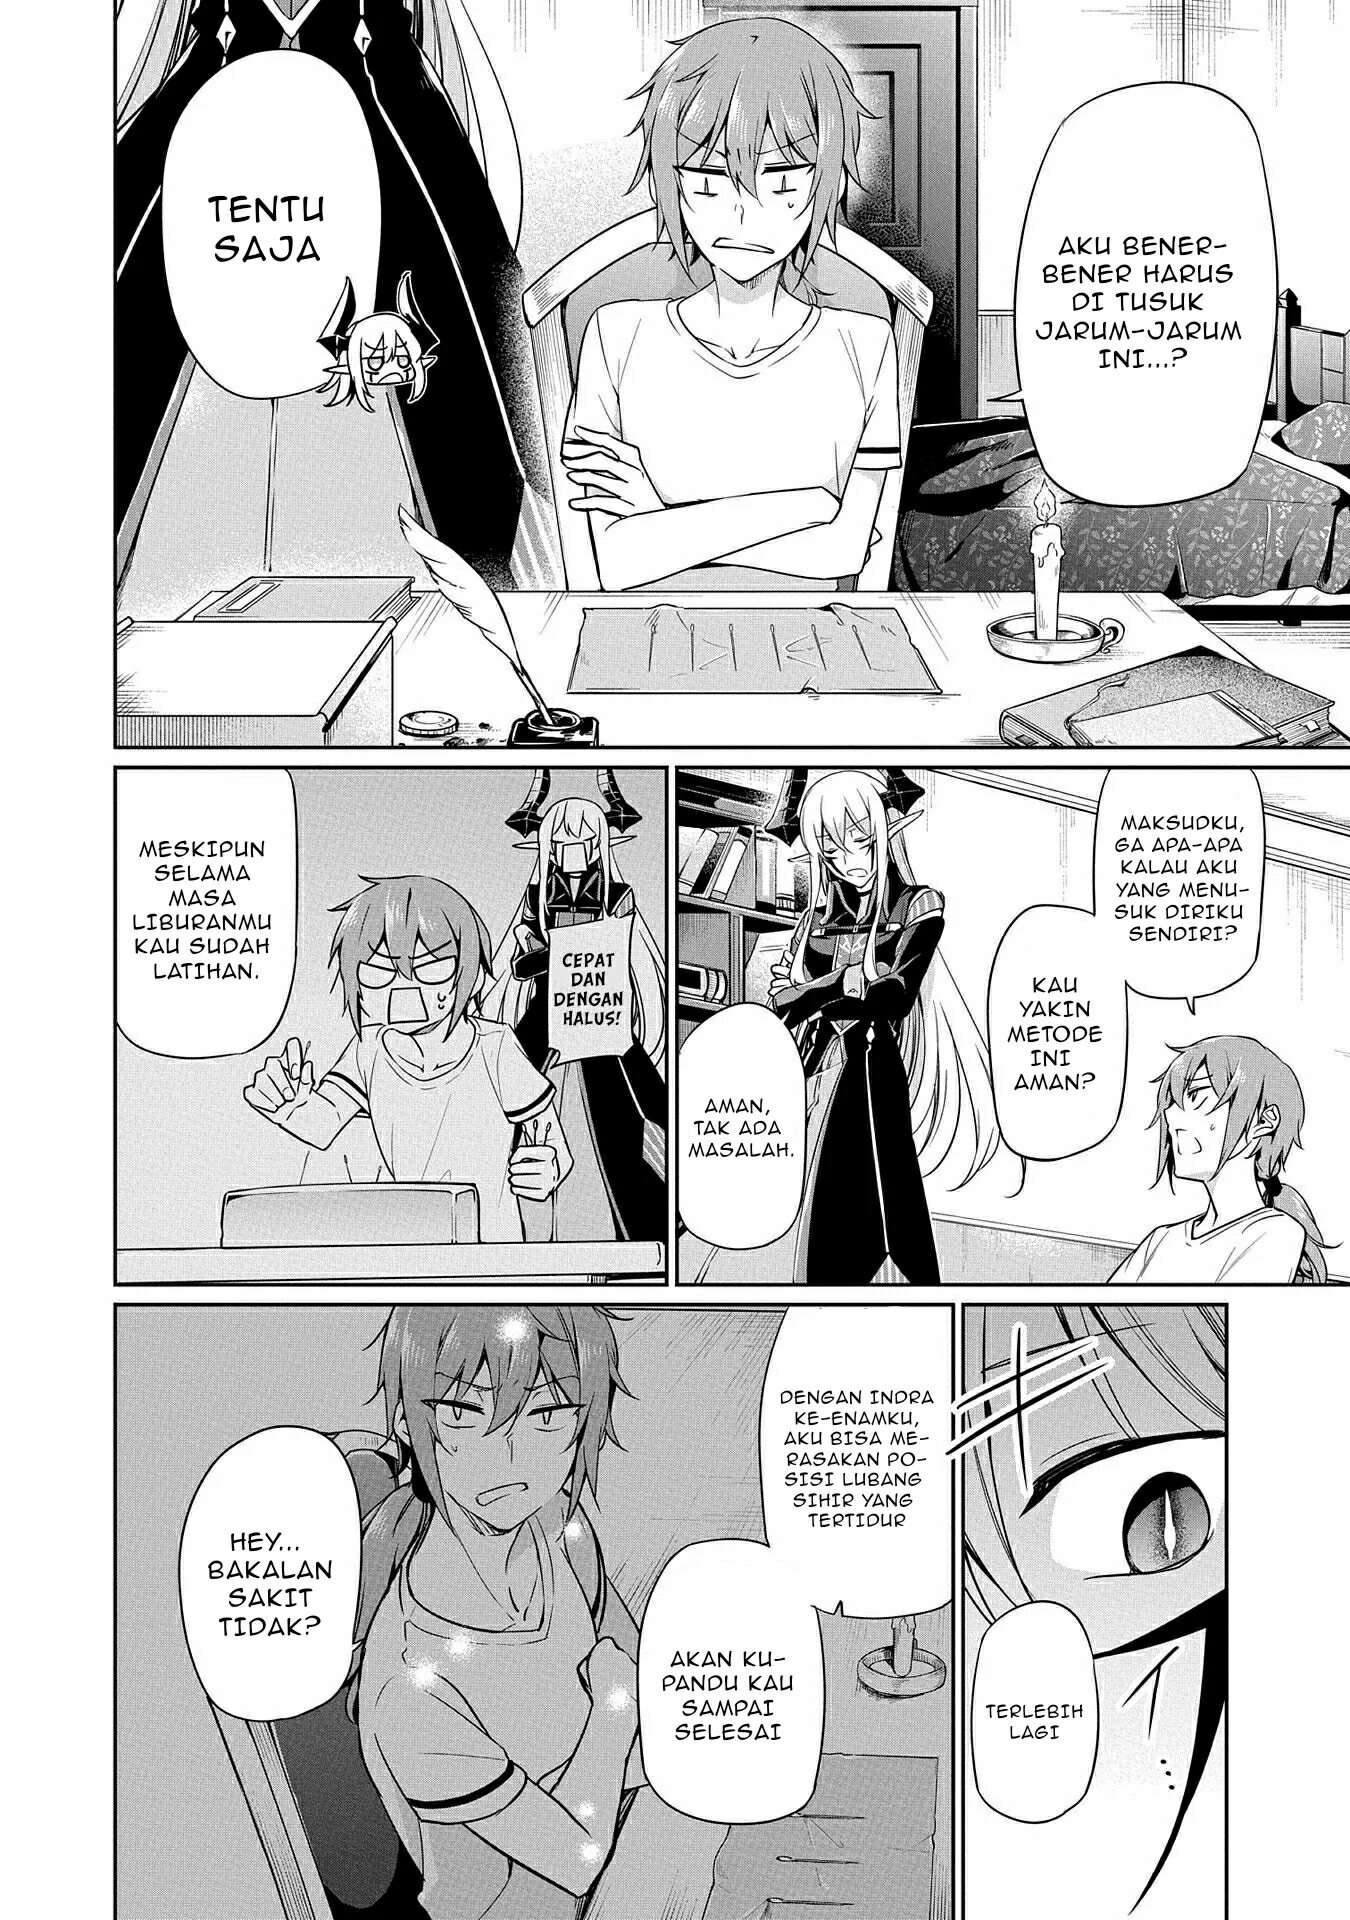 AKU BENER-
BENER HARUS
DI TUSUK
JARUM-JARUM
INI...?
TENTU
SAJA
MAKSUDKU,
GA APA-APA
KALAU AKU
YANG MENU-
SUK DIRIKU
SENDIRI?
KAU
YAKIN
METODE
INI
AMAN?
AMAN,
TAK ADA
MASALAH.
CEPAT
DAN
DENGAN
HALUS!
MESKIPUN
SELAMA
MASA
LIBURANMU
KAU SUDAH
LATIHAN.
TERLEBIH
LAGI
DENGAN INDRA
KE-ENAMKU,
AKU BISA ME-
RASAKAN PO-
SISI LUBANG
SIHIR YANG
TERTIDUR
AKAN KU-
PANDU KAU
SAMPAI
SELESAI
HEY...
BAKALAN
SAKIT
TIDAK?